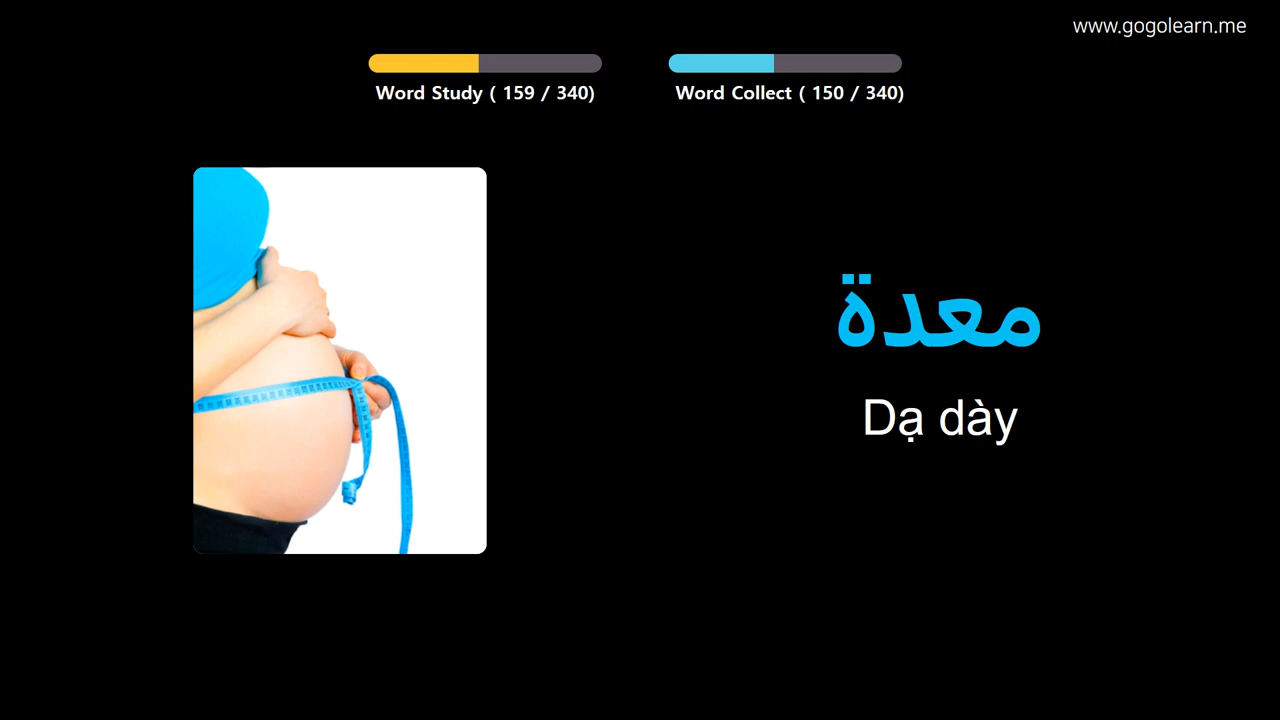 www.gogolearn.me
Word Study ( 159 / 340)
Word Collect ( 150 / 340)
معدة
Dạ dày